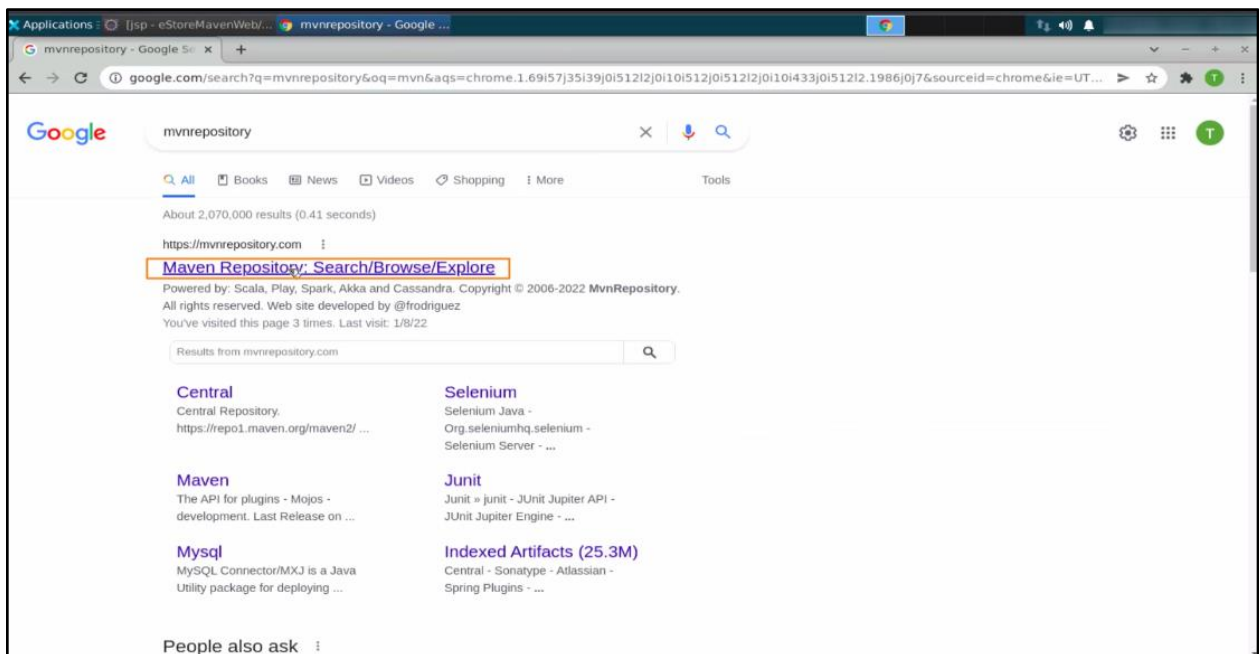 Applications [jsp - eStoreMavenWeb/... mvnrepository - Google ...
mvnrepository - Google Se
google.com/search?q=mvnrepository&oq=mvn&aqs=chrome.1.69i57j35i39j0i512l2j0i10i512j0i512l2j0i10i433j0i512l2.1986j0j7&sourceid=chrome&ie=UT... T
Google mvnrepository T
All Books News Videos Shopping More Tools
About 2,070,000 results (0.41 seconds)
https://mvnrepository.com
Maven Repository: Search/Browse/Explore
Powered by: Scala, Play, Spark, Akka and Cassandra. Copyright © 2006-2022 MvnRepository.
All rights reserved. Web site developed by @frodriguez
You've visited this page 3 times. Last visit: 1/8/22
Results from mvnrepository.com
Central
Central Repository.
https://repo1.maven.org/maven2/ ...
Selenium
Selenium Java -
Org.seleniumhq.selenium -
Selenium Server - ...
Maven
The API for plugins - Mojos -
development. Last Release on ...
Junit
Junit » junit - JUnit Jupiter API -
JUnit Jupiter Engine - ...
Mysql
MySQL Connector/MXJ is a Java
Utility package for deploying ...
Indexed Artifacts (25.3M)
Central - Sonatype - Atlassian -
Spring Plugins - ...
People also ask